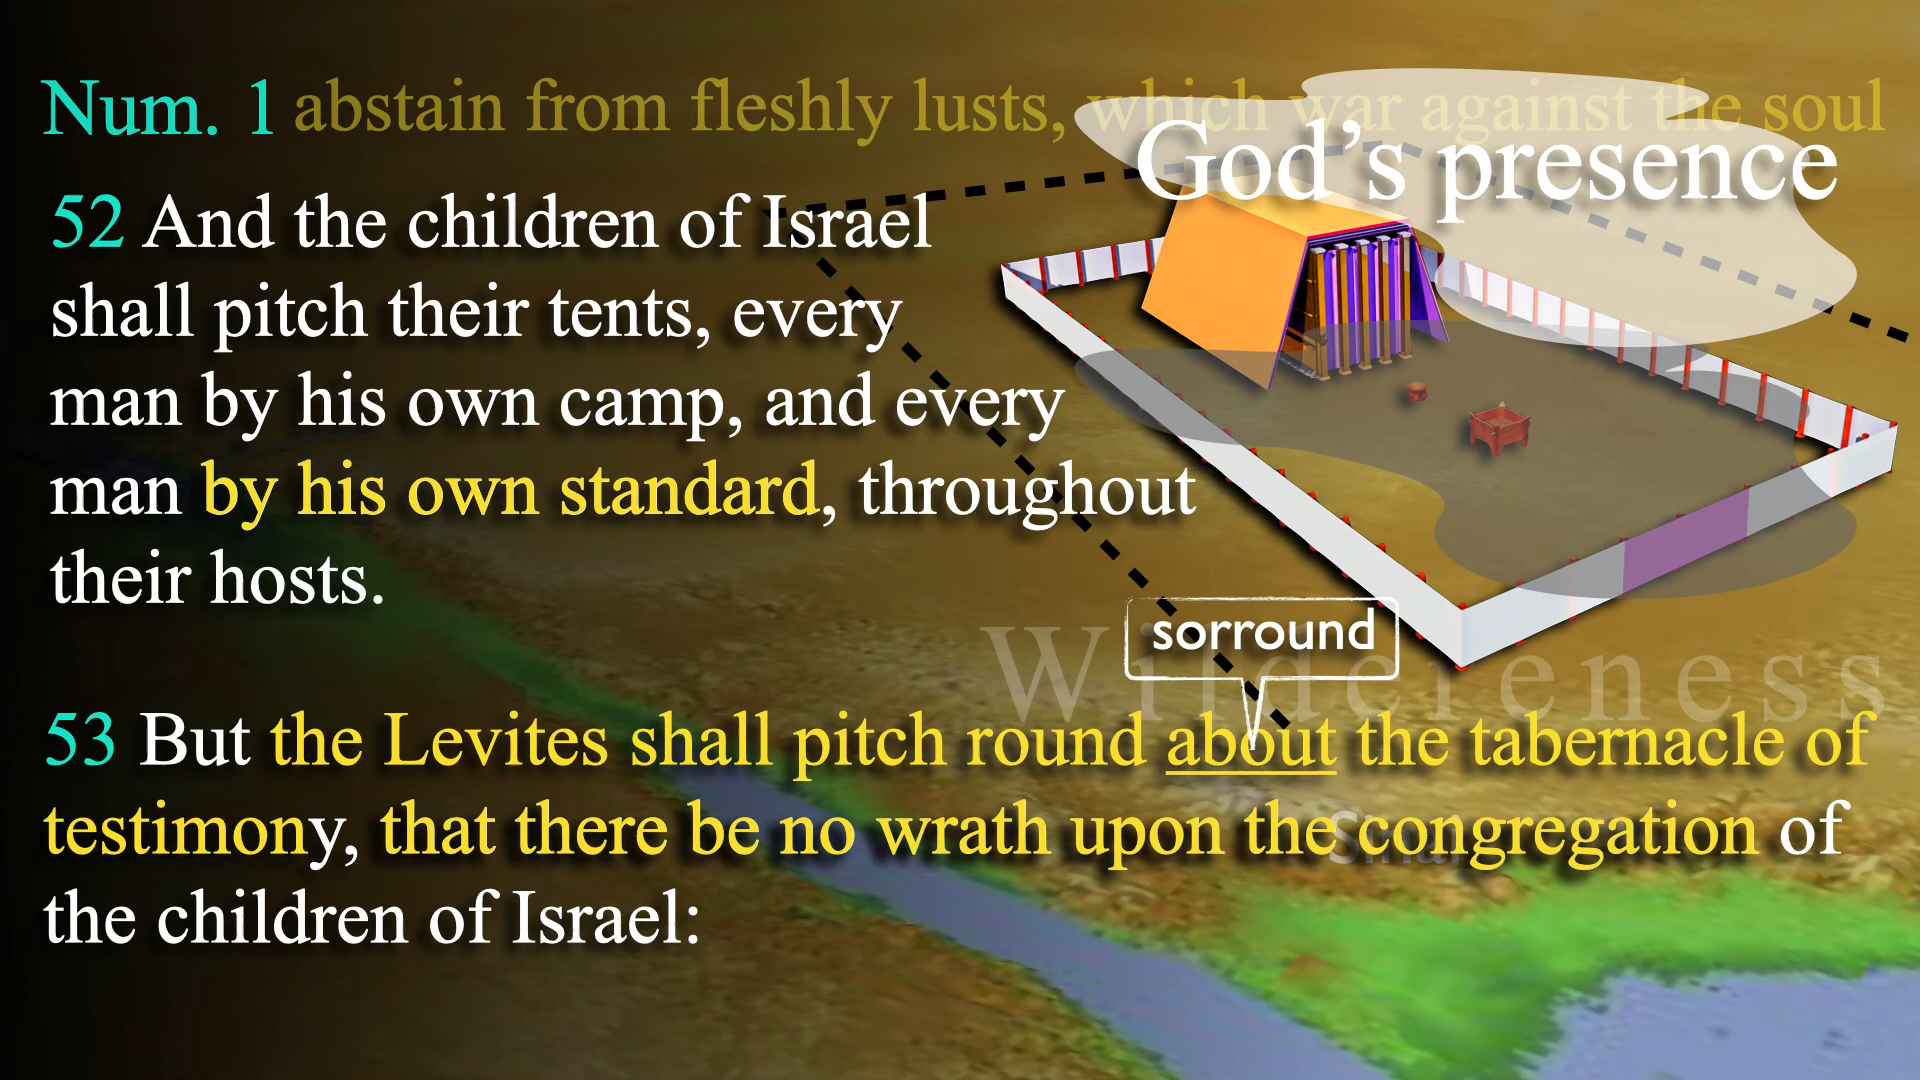 Num. 1 abstain from fleshly lusts, which war against the soul
God's presence
52 And the children of Israel
shall pitch their tents, every
man by his own camp, and every
man by his own standard, throughout
their hosts.
sorround
Wildereness
53 But the Levites shall pitch round about the tabernacle of
testimony, that there be no wrath upon the congregation of
Sinai
the children of Israel: